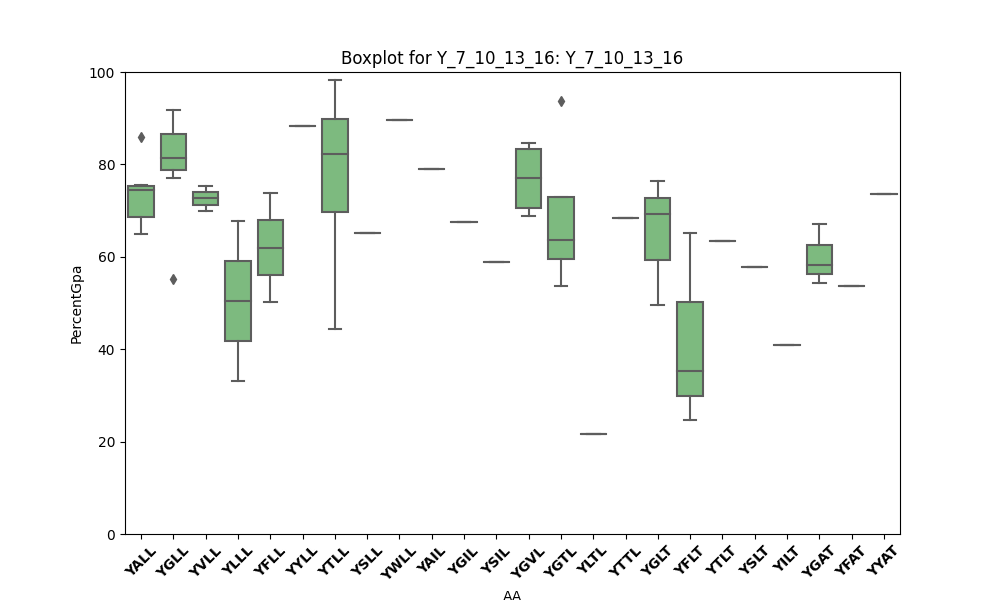 Boxplot for Y_7_10_13_16: Y_7_10_13_16
100
80
60
40
20
0
PercentGpa
YALL YGLL YVLL YLLL YFLL YYLL YTLL YSLL YWLL YAIL YGIL YSIL YGVL YGTL YLTL YTTL YGLT YFLT YTLT YSLT YILT YGAT YFAT YYAT
AA